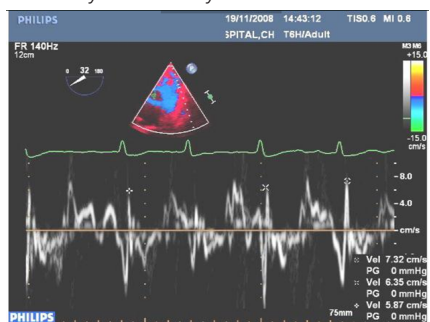 PHILIPS 19/11/2008 14:43:12 TIS0.6 MI 0.6
SPITAL,CH T6H/Adult
FR 140Hz
12cm
M3 M6
+15.0
0 32 180
-15.0
cm/s
-8.0
-4.0
cm/s
Vel 7.32 cm/s
PG 0 mmHg
Vel 6.35 cm/s
PG 0 mmHg
Vel 5.87 cm/s
PG 0 mmHg
75mm
PHILIPS